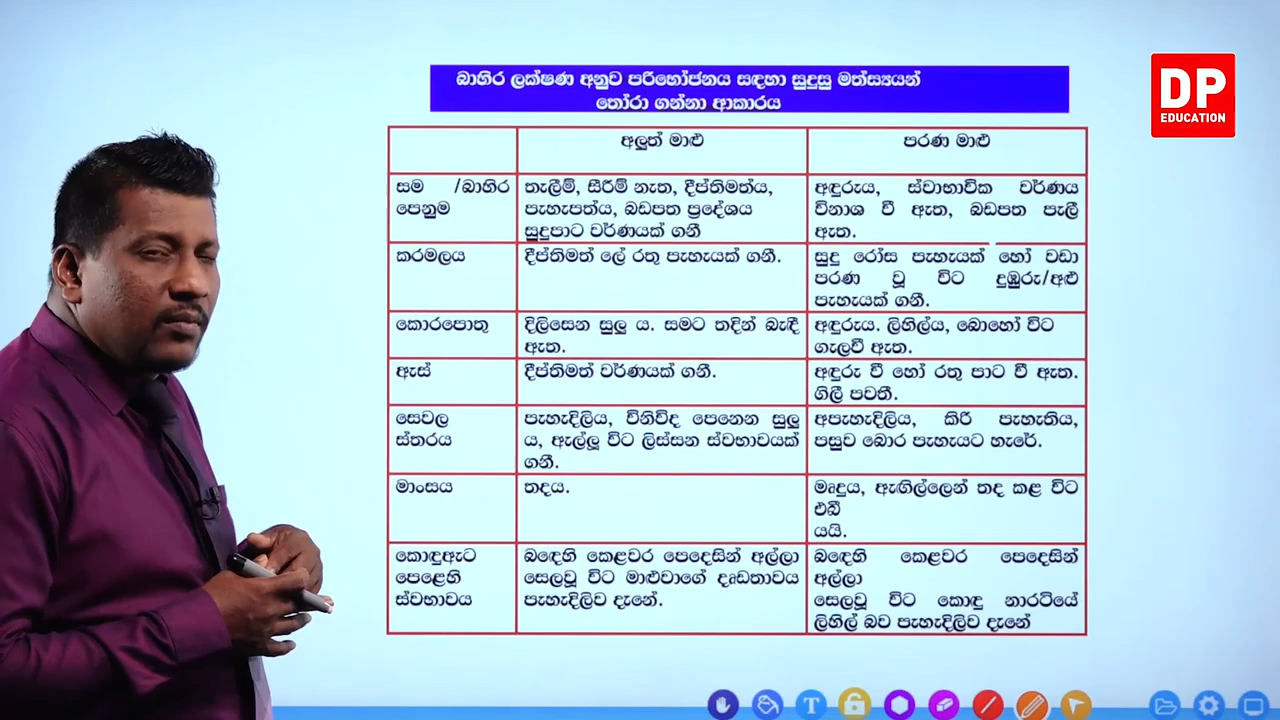 බාහිර ලක්ෂණ අනුව පරිභෝජනය සඳහා සුදුසු මත්ස්‍යයන්
තෝරා ගන්නා ආකාරය
DP
EDUCATION
අලුත් මාළු
පරණ මාළු
සම /බාහිර
පෙනුම
තැලීම්, සීරීම් නැත, දීප්තිමත්ය,
පැහැපත්ය, බඩපත ප්‍රදේශය
සුදුපාට වර්ණයක් ගනී
අඳුරුය, ස්වාභාවික වර්ණය
විනාශ වී ඇත, බඩපත පැලී
ඇත.
කරමලය
දීප්තිමත් ලේ රතු පැහැයක් ගනී.
සුදු රෝස පැහැයක් හෝ වඩා
පරණ වූ විට දුඹුරු/අළු
පැහැයක් ගනී.
කොරපොතු
දිලිසෙන සුලු ය. සමට තදින් බැඳී
ඇත.
අඳුරුය. ලිහිල්ය, බොහෝ විට
ගැලවී ඇත.
ඇස්
දීප්තිමත් වර්ණයක් ගනී.
අඳුරු වී හෝ රතු පාට වී ඇත.
ගිලී පවතී.
සෙවල
ස්තරය
පැහැදිලිය, විනිවිද පෙනෙන සුලු
ය, ඇල්ලූ විට ලිස්සන ස්වභාවයක්
ගනී.
අපැහැදිලිය, කිරි පැහැතිය,
පසුව බොර පැහැයට හැරේ.
මාංසය
තදය.
මෘදුය, ඇඟිල්ලෙන් තද කළ විට
එබී
යයි.
කොඳුඇට
පෙළෙහි
ස්වභාවය
බඳෙහි කෙළවර පෙදෙසින් අල්ලා
සෙලවූ විට මාළුවාගේ දෘඩතාවය
පැහැදිලිව දැනේ.
බඳෙහි කෙළවර පෙදෙසින්
අල්ලා
සෙලවූ විට කොඳු නාරටියේ
ලිහිල් බව පැහැදිලිව දැනේ